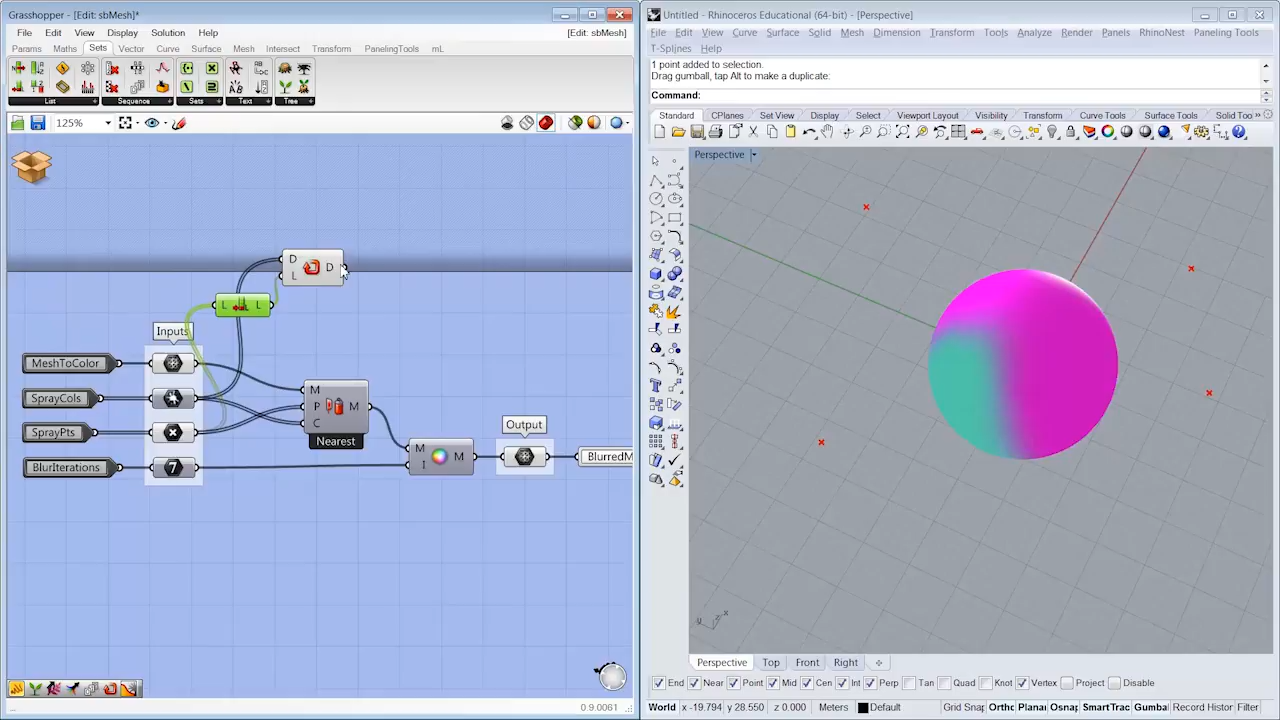 Grasshopper - [Edit: sbMesh]*
File Edit View Display Solution Help [Edit: sbMesh]
Params Maths Sets Vector Curve Surface Mesh Intersect Transform PanelingTools mL
List Sequence Sets Text Tree
125%
D
L
D
L L
Inputs
MeshToColor
SprayCols
SprayPts
BlurIterations
7
M
P
C
M
Nearest
M
I
M
Output
BlurredM
0.9.0061
Untitled - Rhinoceros Educational (64-bit) - [Perspective]
File Edit View Curve Surface Solid Mesh Dimension Transform Tools Analyze Render Panels RhinoNest Paneling Tools
T-Splines Help
1 point added to selection.
Drag gumball, tap Alt to make a duplicate:
Command:
Standard CPlanes Set View Display Select Viewport Layout Visibility Transform Curve Tools Surface Tools Solid Too
Perspective
y x
Perspective Top Front Right
End Near Point Mid Cen Int Perp Tan Quad Knot Vertex Project Disable
World x -19.794 y 28.550 z 0.000 Meters Default Grid Snap Ortho Planar Osnap SmartTrac Gumba Record History Filter